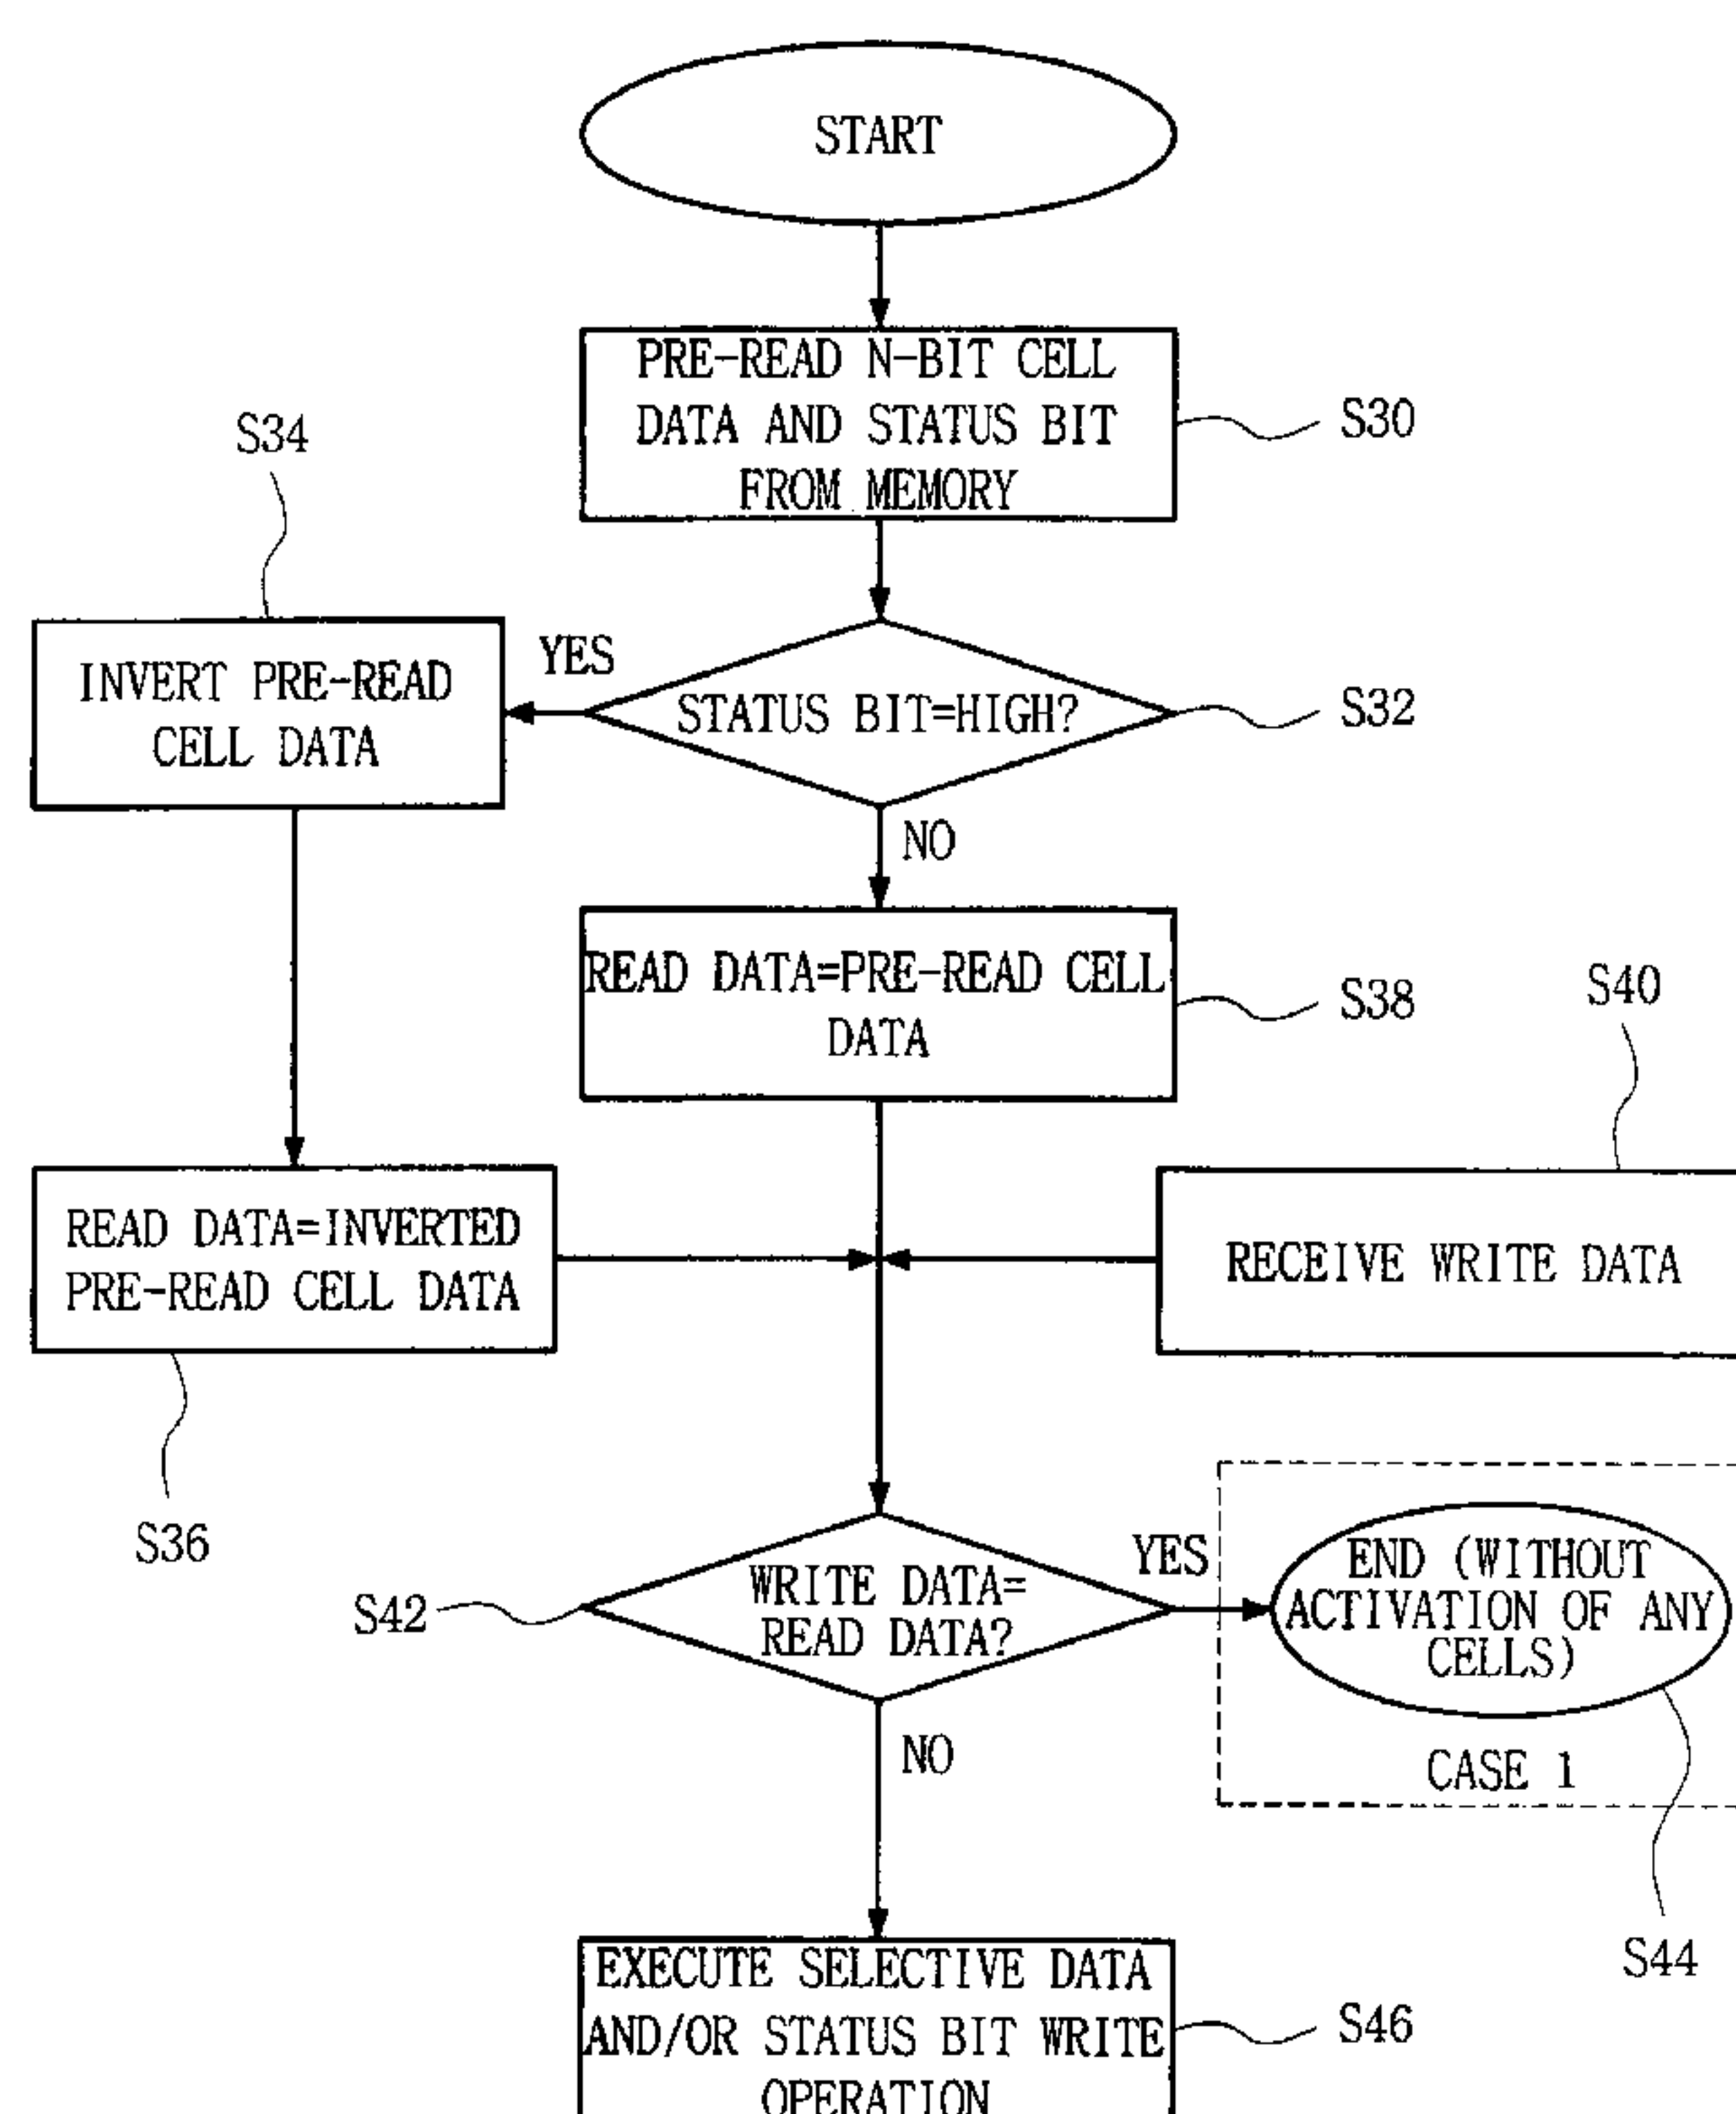 START
PRE-READ N-BIT CELL
DATA AND STATUS BIT
FROM MEMORY
S30
S34
INVERT PRE-READ
CELL DATA
YES
STATUS BIT=HIGH?
S32
NO
READ DATA=PRE-READ CELL
DATA
S38
S40
READ DATA=INVERTED
PRE-READ CELL DATA
RECEIVE WRITE DATA
S36
S42
WRITE DATA=
READ DATA?
YES
END (WITHOUT
ACTIVATION OF ANY
CELLS)
CASE 1
NO
S44
EXECUTE SELECTIVE DATA
AND/OR STATUS BIT WRITE
OPERATION
S46